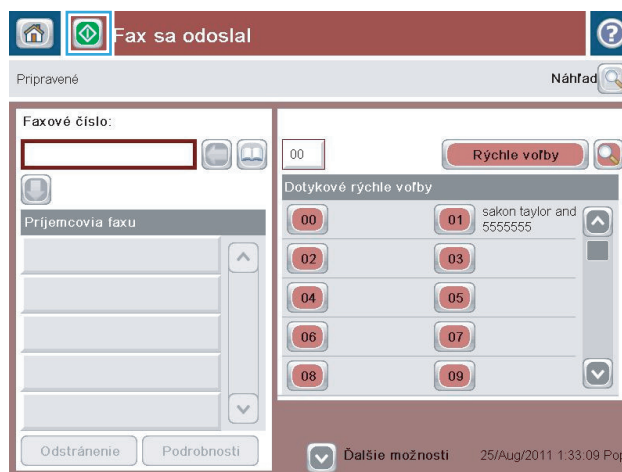 Fax sa odoslal
Pripravené
Náhľad
Faxové číslo:
00
Rýchle voľby
Príjemcovia faxu
Dotykové rýchle voľby
00
01
sakon taylor and
5555555
02
03
04
05
06
07
08
09
Odstránenie
Podrobnosti
Ďalšie možnosti
25/Aug/2011 1:33:09 Pop